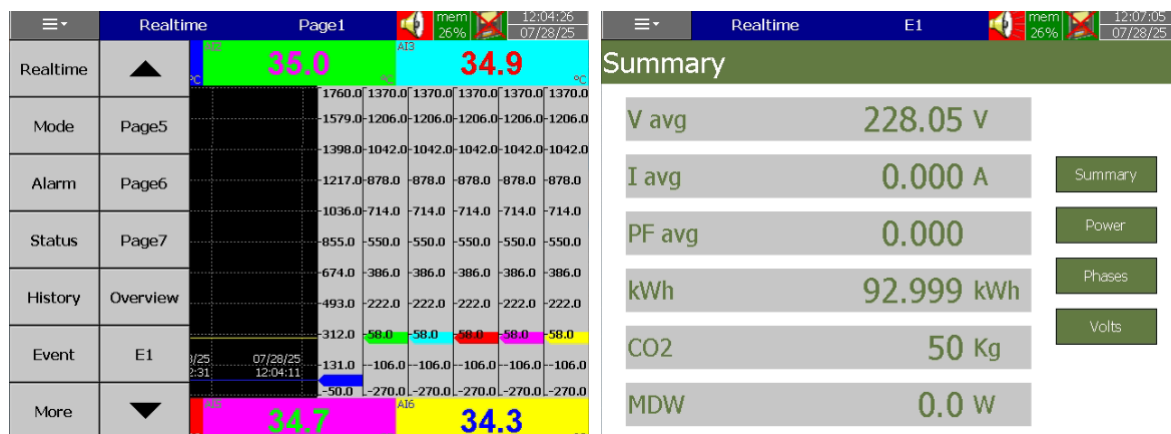 Realtime Page1 mem 26% 12:04:26 07/28/25
AI2 35.0 °C AI3 34.9 °C
°C
Realtime
Mode Page5
Alarm Page6
Status Page7
History Overview
Event E1
More
1760.0 1370.0 1370.0 1370.0 1370.0 1370.0
1579.0 1206.0 1206.0 1206.0 1206.0 1206.0
1398.0 1042.0 1042.0 1042.0 1042.0 1042.0
1217.0 878.0 878.0 878.0 878.0 878.0
1036.0 714.0 714.0 714.0 714.0 714.0
855.0 550.0 550.0 550.0 550.0 550.0
674.0 386.0 386.0 386.0 386.0 386.0
493.0 222.0 222.0 222.0 222.0 222.0
312.0 58.0 58.0 58.0 58.0 58.0
131.0 -106.0 -106.0 -106.0 -106.0 -106.0
-50.0 -270.0 -270.0 -270.0 -270.0 -270.0
/25 07/28/25
2:31 12:04:11
AI5 34.7 AI6 34.3
Realtime E1 mem 26% 12:07:05 07/28/25
Summary
V avg 228.05 V
I avg 0.000 A
PF avg 0.000
kWh 92.999 kWh
CO2 50 Kg
MDW 0.0 W
Summary
Power
Phases
Volts